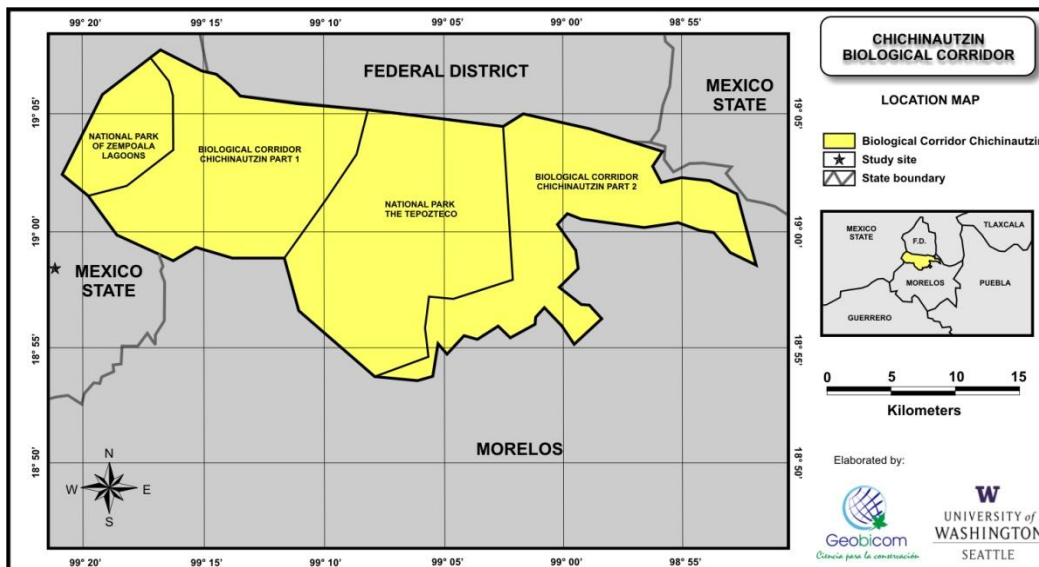 99° 20'
99° 15'
99° 10'
99° 05'
99° 00'
98° 55'
FEDERAL DISTRICT
MEXICO
STATE
19° 05'
19° 05'
NATIONAL PARK
OF ZEMPOALA
LAGOONS
BIOLOGICAL CORRIDOR
CHICHINAUTZIN PART 1
BIOLOGICAL CORRIDOR
CHICHINAUTZIN PART 2
NATIONAL PARK
THE TEPOZTECO
19° 00'
19° 00'
MEXICO
STATE
18° 55'
18° 55'
MORELOS
18° 50'
18° 50'
N
W
E
S
99° 20'
99° 15'
99° 10'
99° 05'
99° 00'
98° 55'
CHICHINAUTZIN
BIOLOGICAL CORRIDOR
LOCATION MAP
Biological Corridor Chichinautzin
Study site
State boundary
MEXICO
STATE
F.D.
TLAXCALA
MORELOS
PUEBLA
GUERRERO
0 5 10 15
Kilometers
Elaborated by:
Geobicom
Ciencia para la conservación
W
UNIVERSITY of
WASHINGTON
SEATTLE